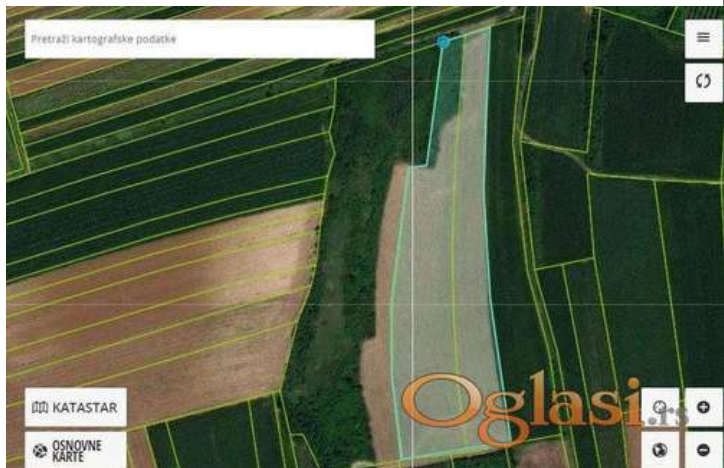 Pretraži kartografske podatke
KATASTAR
OSNOVNE
KARTE
Oglasi.rs